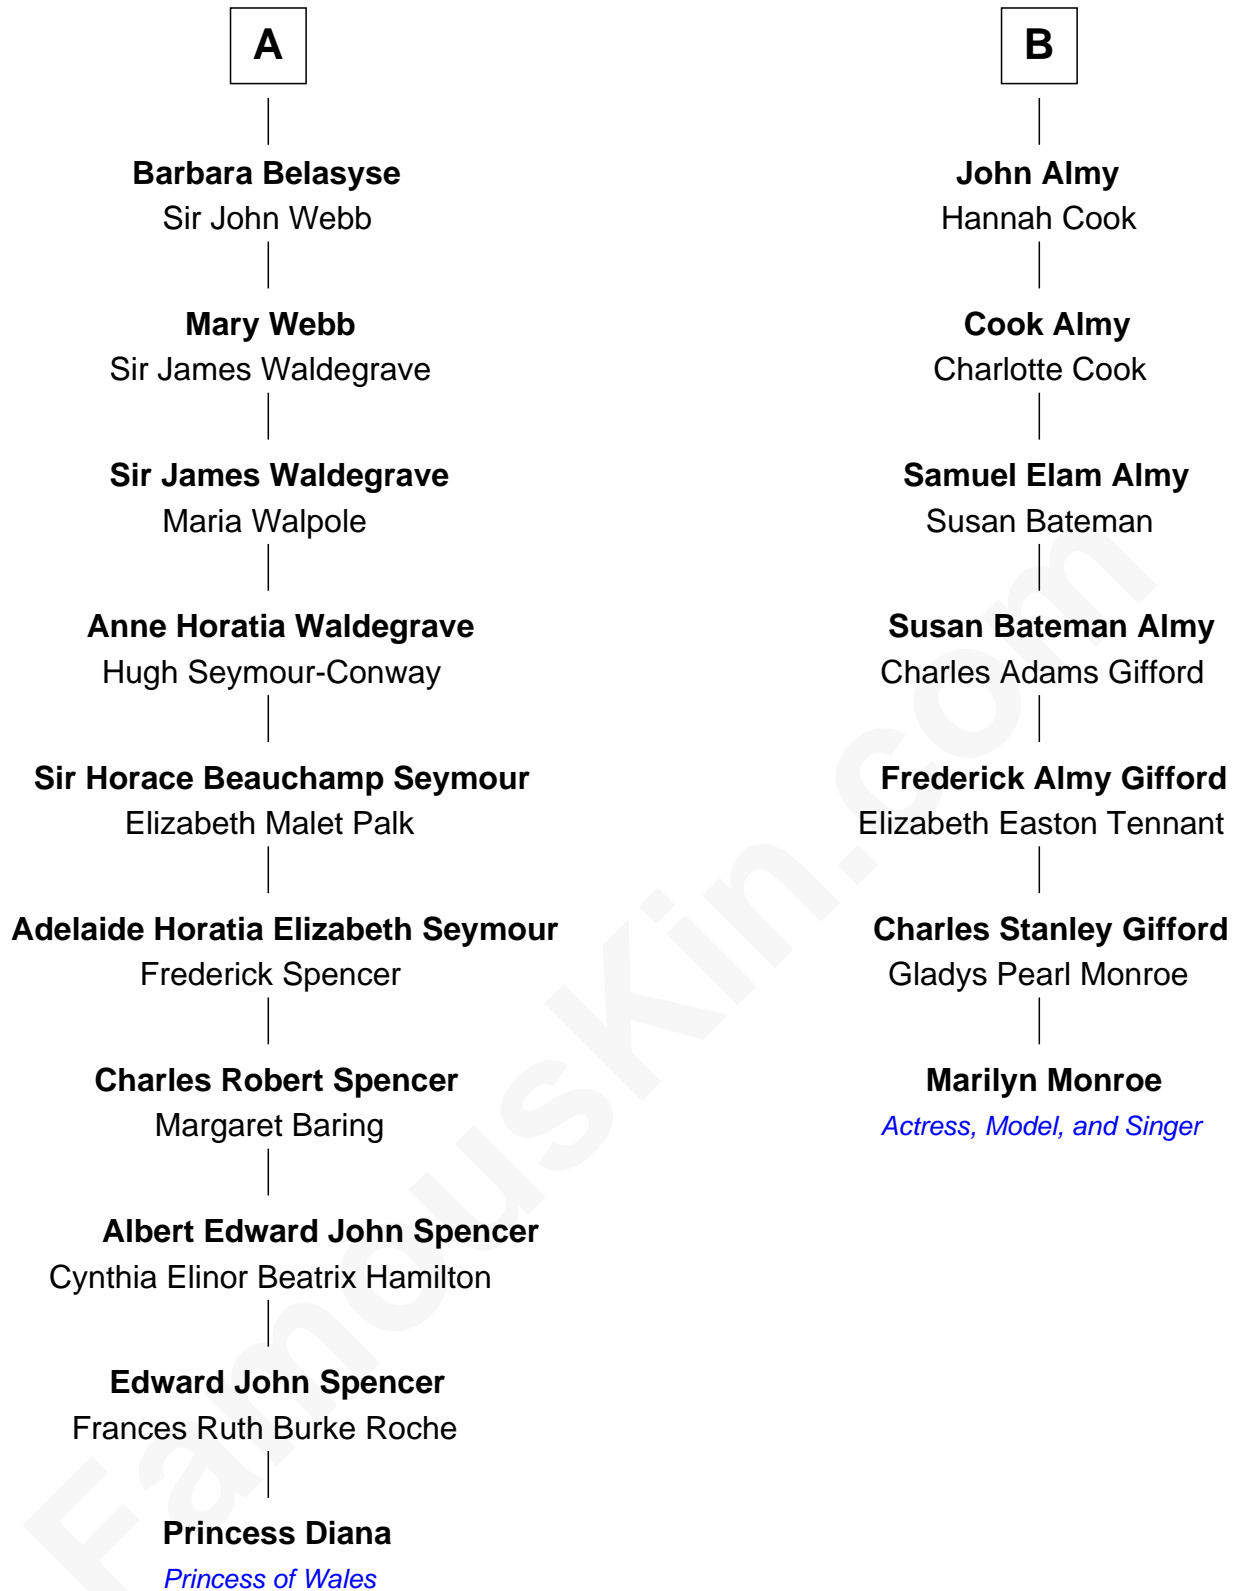 A
Barbara Belasyse
Sir John Webb
Mary Webb
Sir James Waldegrave
Sir James Waldegrave
Maria Walpole
Anne Horatia Waldegrave
Hugh Seymour-Conway
Sir Horace Beauchamp Seymour
Elizabeth Malet Palk
Adelaide Horatia Elizabeth Seymour
Frederick Spencer
Charles Robert Spencer
Margaret Baring
Albert Edward John Spencer
Cynthia Elinor Beatrix Hamilton
Edward John Spencer
Frances Ruth Burke Roche
Princess Diana
Princess of Wales
B
John Almy
Hannah Cook
Cook Almy
Charlotte Cook
Samuel Elam Almy
Susan Bateman
Susan Bateman Almy
Charles Adams Gifford
Frederick Almy Gifford
Elizabeth Easton Tennant
Charles Stanley Gifford
Gladys Pearl Monroe
Marilyn Monroe
Actress, Model, and Singer
FamousKin.com